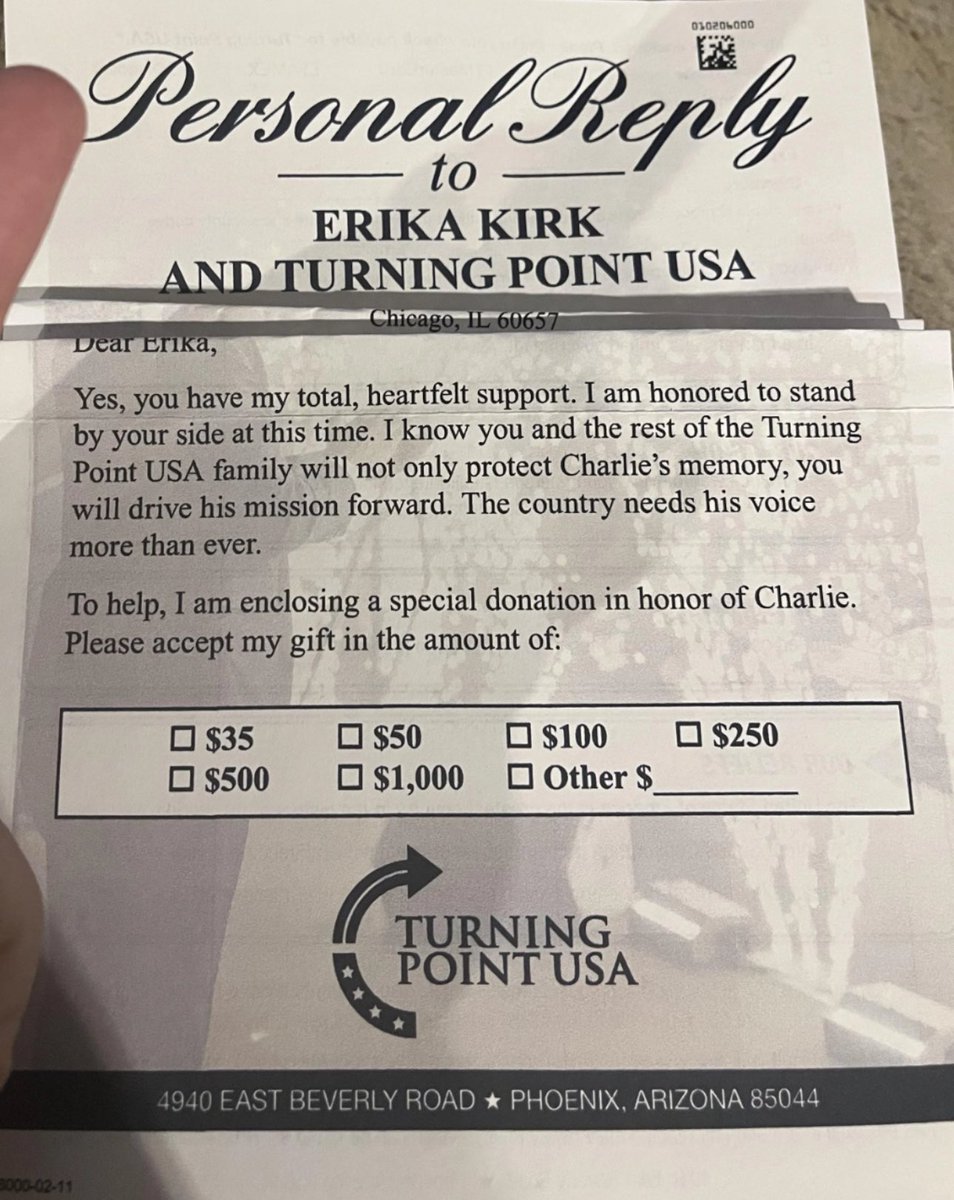 010206000
Personal Reply
to
ERIKA KIRK
AND TURNING POINT USA
Chicago, IL 60657
Dear Erika,
Yes, you have my total, heartfelt support. I am honored to stand
by your side at this time. I know you and the rest of the Turning
Point USA family will not only protect Charlie’s memory, you
will drive his mission forward. The country needs his voice
more than ever.
To help, I am enclosing a special donation in honor of Charlie.
Please accept my gift in the amount of:
☐ $35 ☐ $50 ☐ $100 ☐ $250
☐ $500 ☐ $1,000 ☐ Other $__________
TURNING
POINT USA
4940 EAST BEVERLY ROAD ★ PHOENIX, ARIZONA 85044
000-02-11